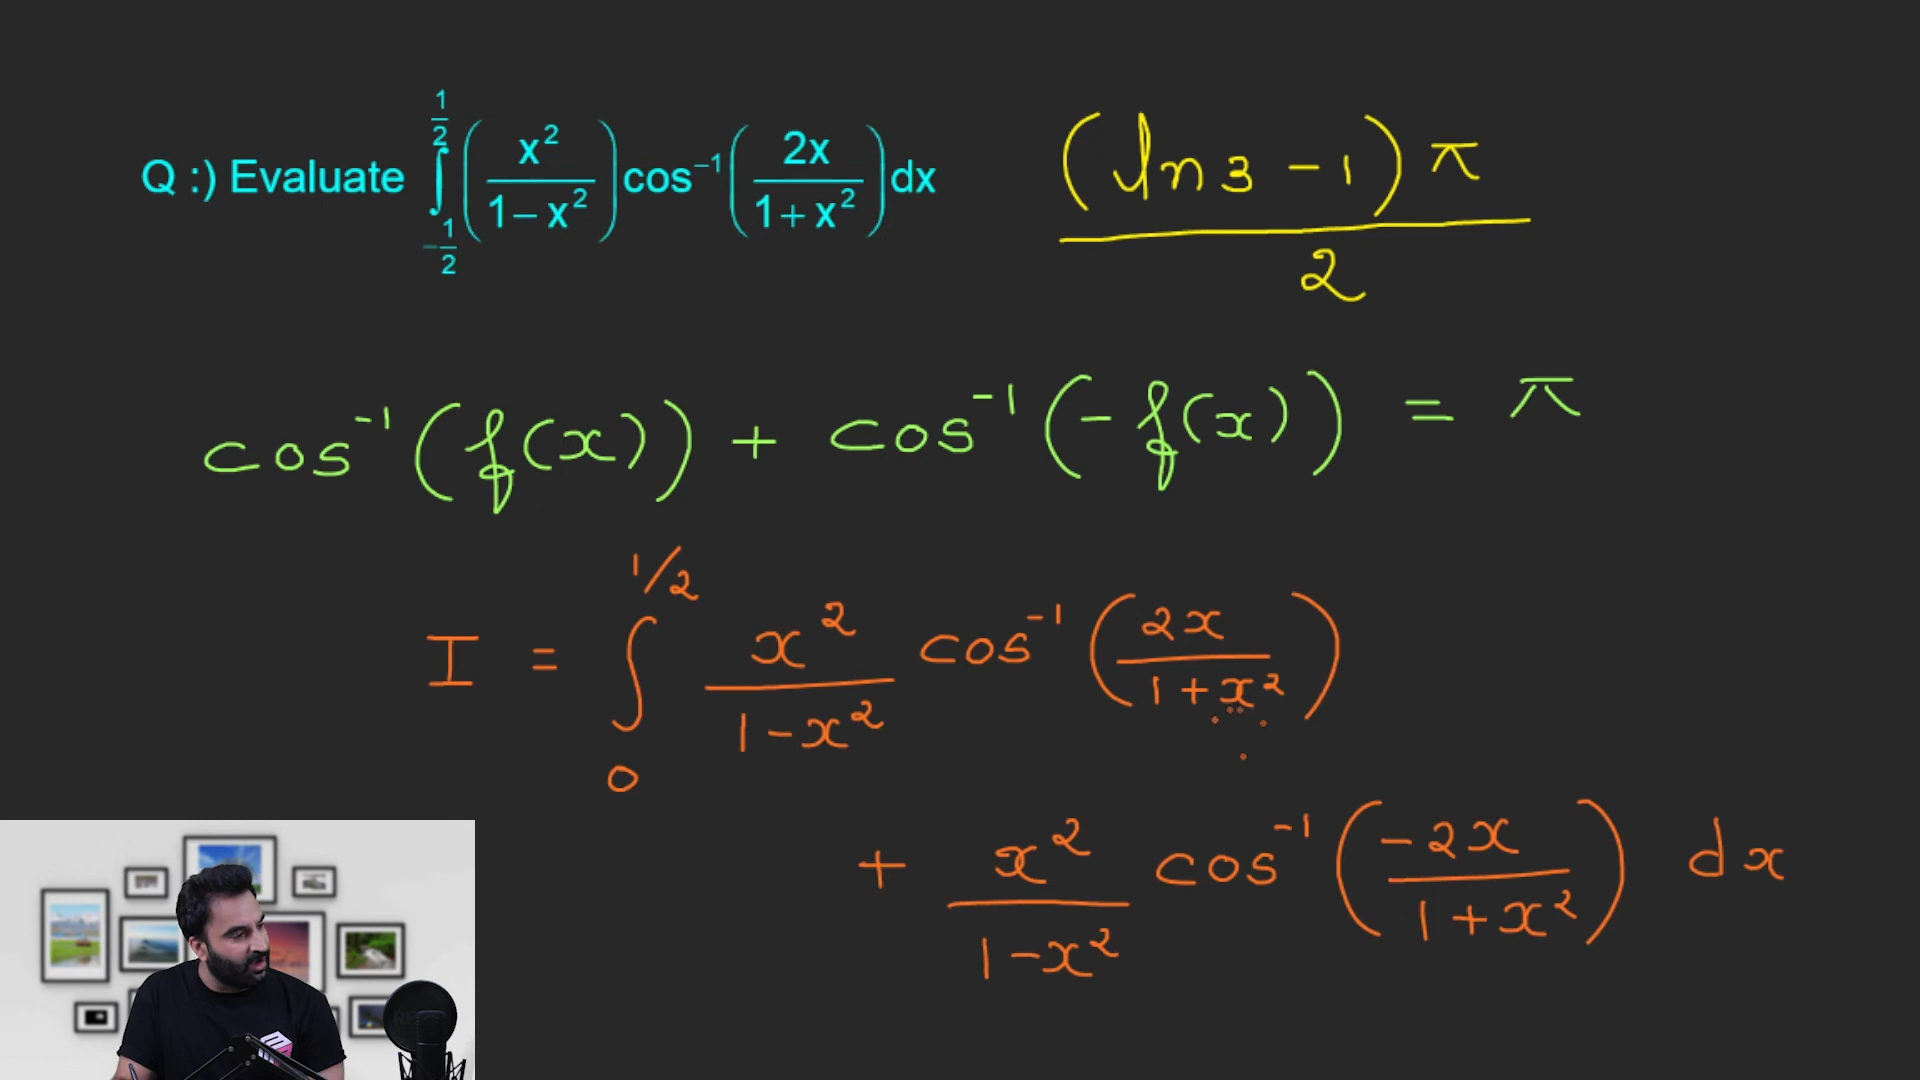 Q :) Evaluate ∫_{-1/2}^{1/2} (x²/(1−x²)) cos⁻¹(2x/(1+x²)) dx
((ln 3 − 1) π)/2
cos⁻¹(f(x)) + cos⁻¹(−f(x)) = π
I = ∫_0^{1/2} x²/(1−x²) cos⁻¹(2x/(1+x²))
+ x²/(1−x²) cos⁻¹(−2x/(1+x²)) dx